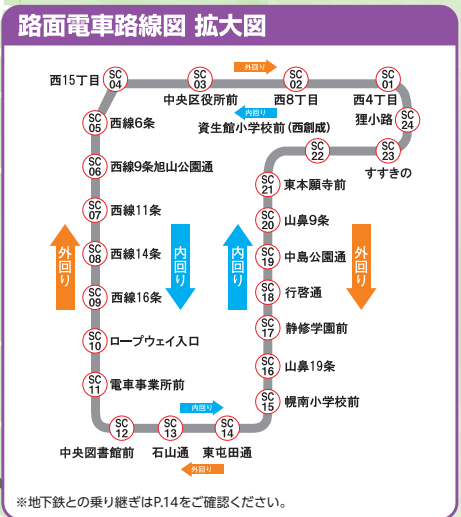 路面電車路線図 拡大図
外回り
西15丁目
SC
04
SC
03
SC
02
SC
01
中央区役所前
西8丁目
西4丁目
内回り
狸小路
SC
24
SC
05
西線6条
資生館小学校前(西創成)
SC
22
SC
23
すすきの
SC
06
西線9条旭山公園通
SC
21
東本願寺前
SC
07
西線11条
SC
20
山鼻9条
外回り
内回り
内回り
外回り
SC
08
西線14条
SC
19
中島公園通
SC
09
西線16条
SC
18
行啓通
SC
10
ロープウェイ入口
SC
17
静修学園前
SC
11
電車事業所前
SC
16
山鼻19条
SC
15
幌南小学校前
内回り
SC
12
SC
13
SC
14
中央図書館前
石山通
東屯田通
外回り
※地下鉄との乗り継ぎはP.14をご確認ください。